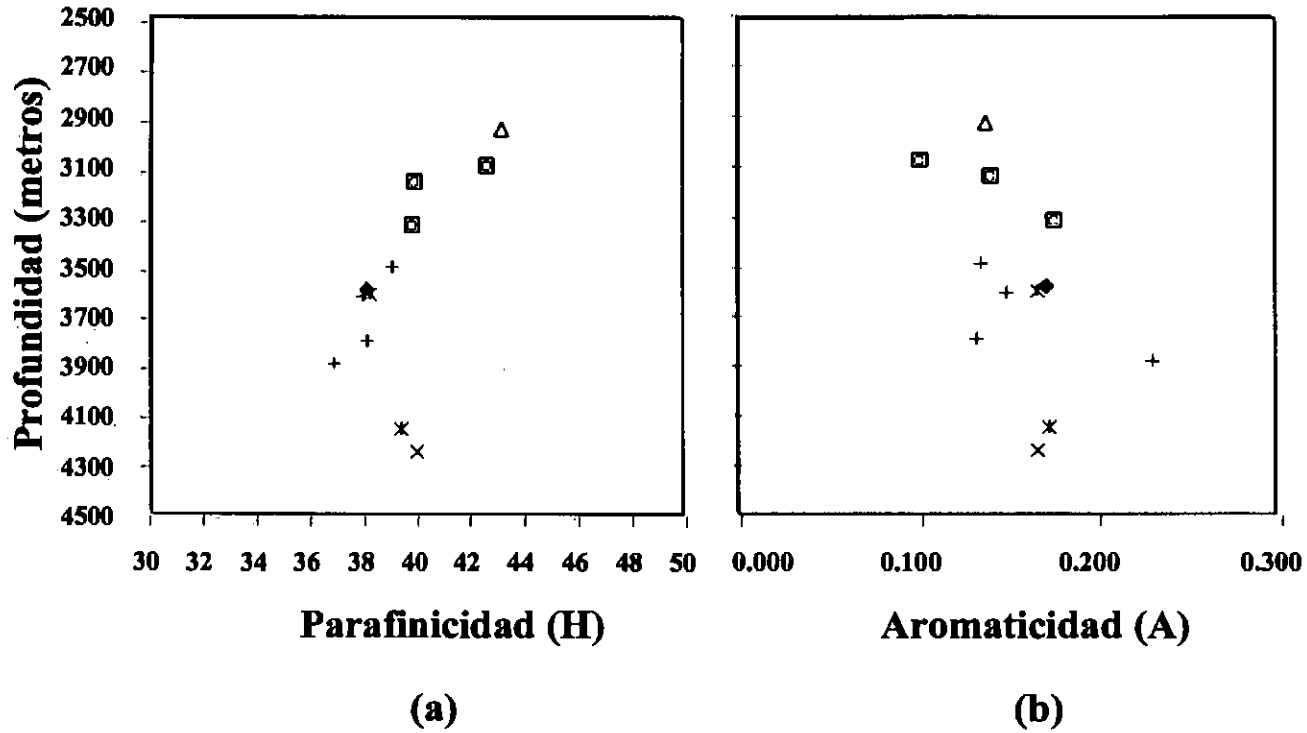 Profundidad (metros)
2500
2700
2900
3100
3300
3500
3700
3900
4100
4300
4500
30 32 34 36 38 40 42 44 46 48 50
0.000 0.100 0.200 0.300
Parafinicidad (H)
Aromaticidad (A)
(a)
(b)